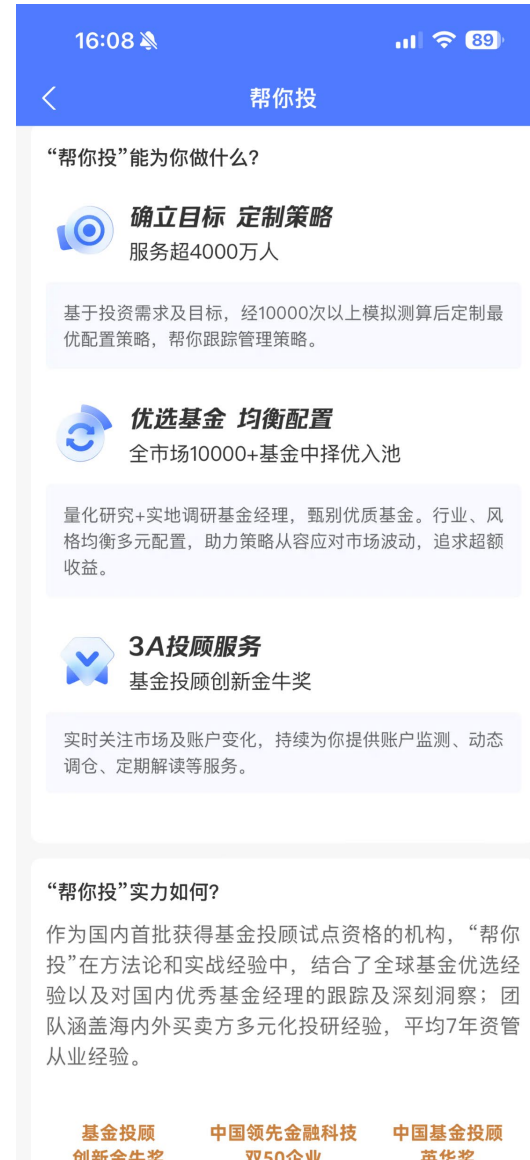 16:08
89
帮你投
“帮你投”能为你做什么?
确立目标 定制策略
服务超4000万人
基于投资需求及目标，经10000次以上模拟测算后定制最
优配置策略，帮你跟踪管理策略。
优选基金 均衡配置
全市场10000+基金中择优入池
量化研究+实地调研基金经理，甄别优质基金。行业、风
格均衡多元配置，助力策略从容应对市场波动，追求超额
收益。
3A投顾服务
基金投顾创新金牛奖
实时关注市场及账户变化，持续为你提供账户监测、动态
调仓、定期解读等服务。
“帮你投”实力如何?
作为国内首批获得基金投顾试点资格的机构，“帮你
投”在方法论和实战经验中，结合了全球基金优选经
验以及对国内优秀基金经理的跟踪及深刻洞察；团
队涵盖海内外买卖方多元化投研经验，平均7年资管
从业经验。
基金投顾 中国领先金融科技 中国基金投顾
创新金牛奖 双50企业 英华奖